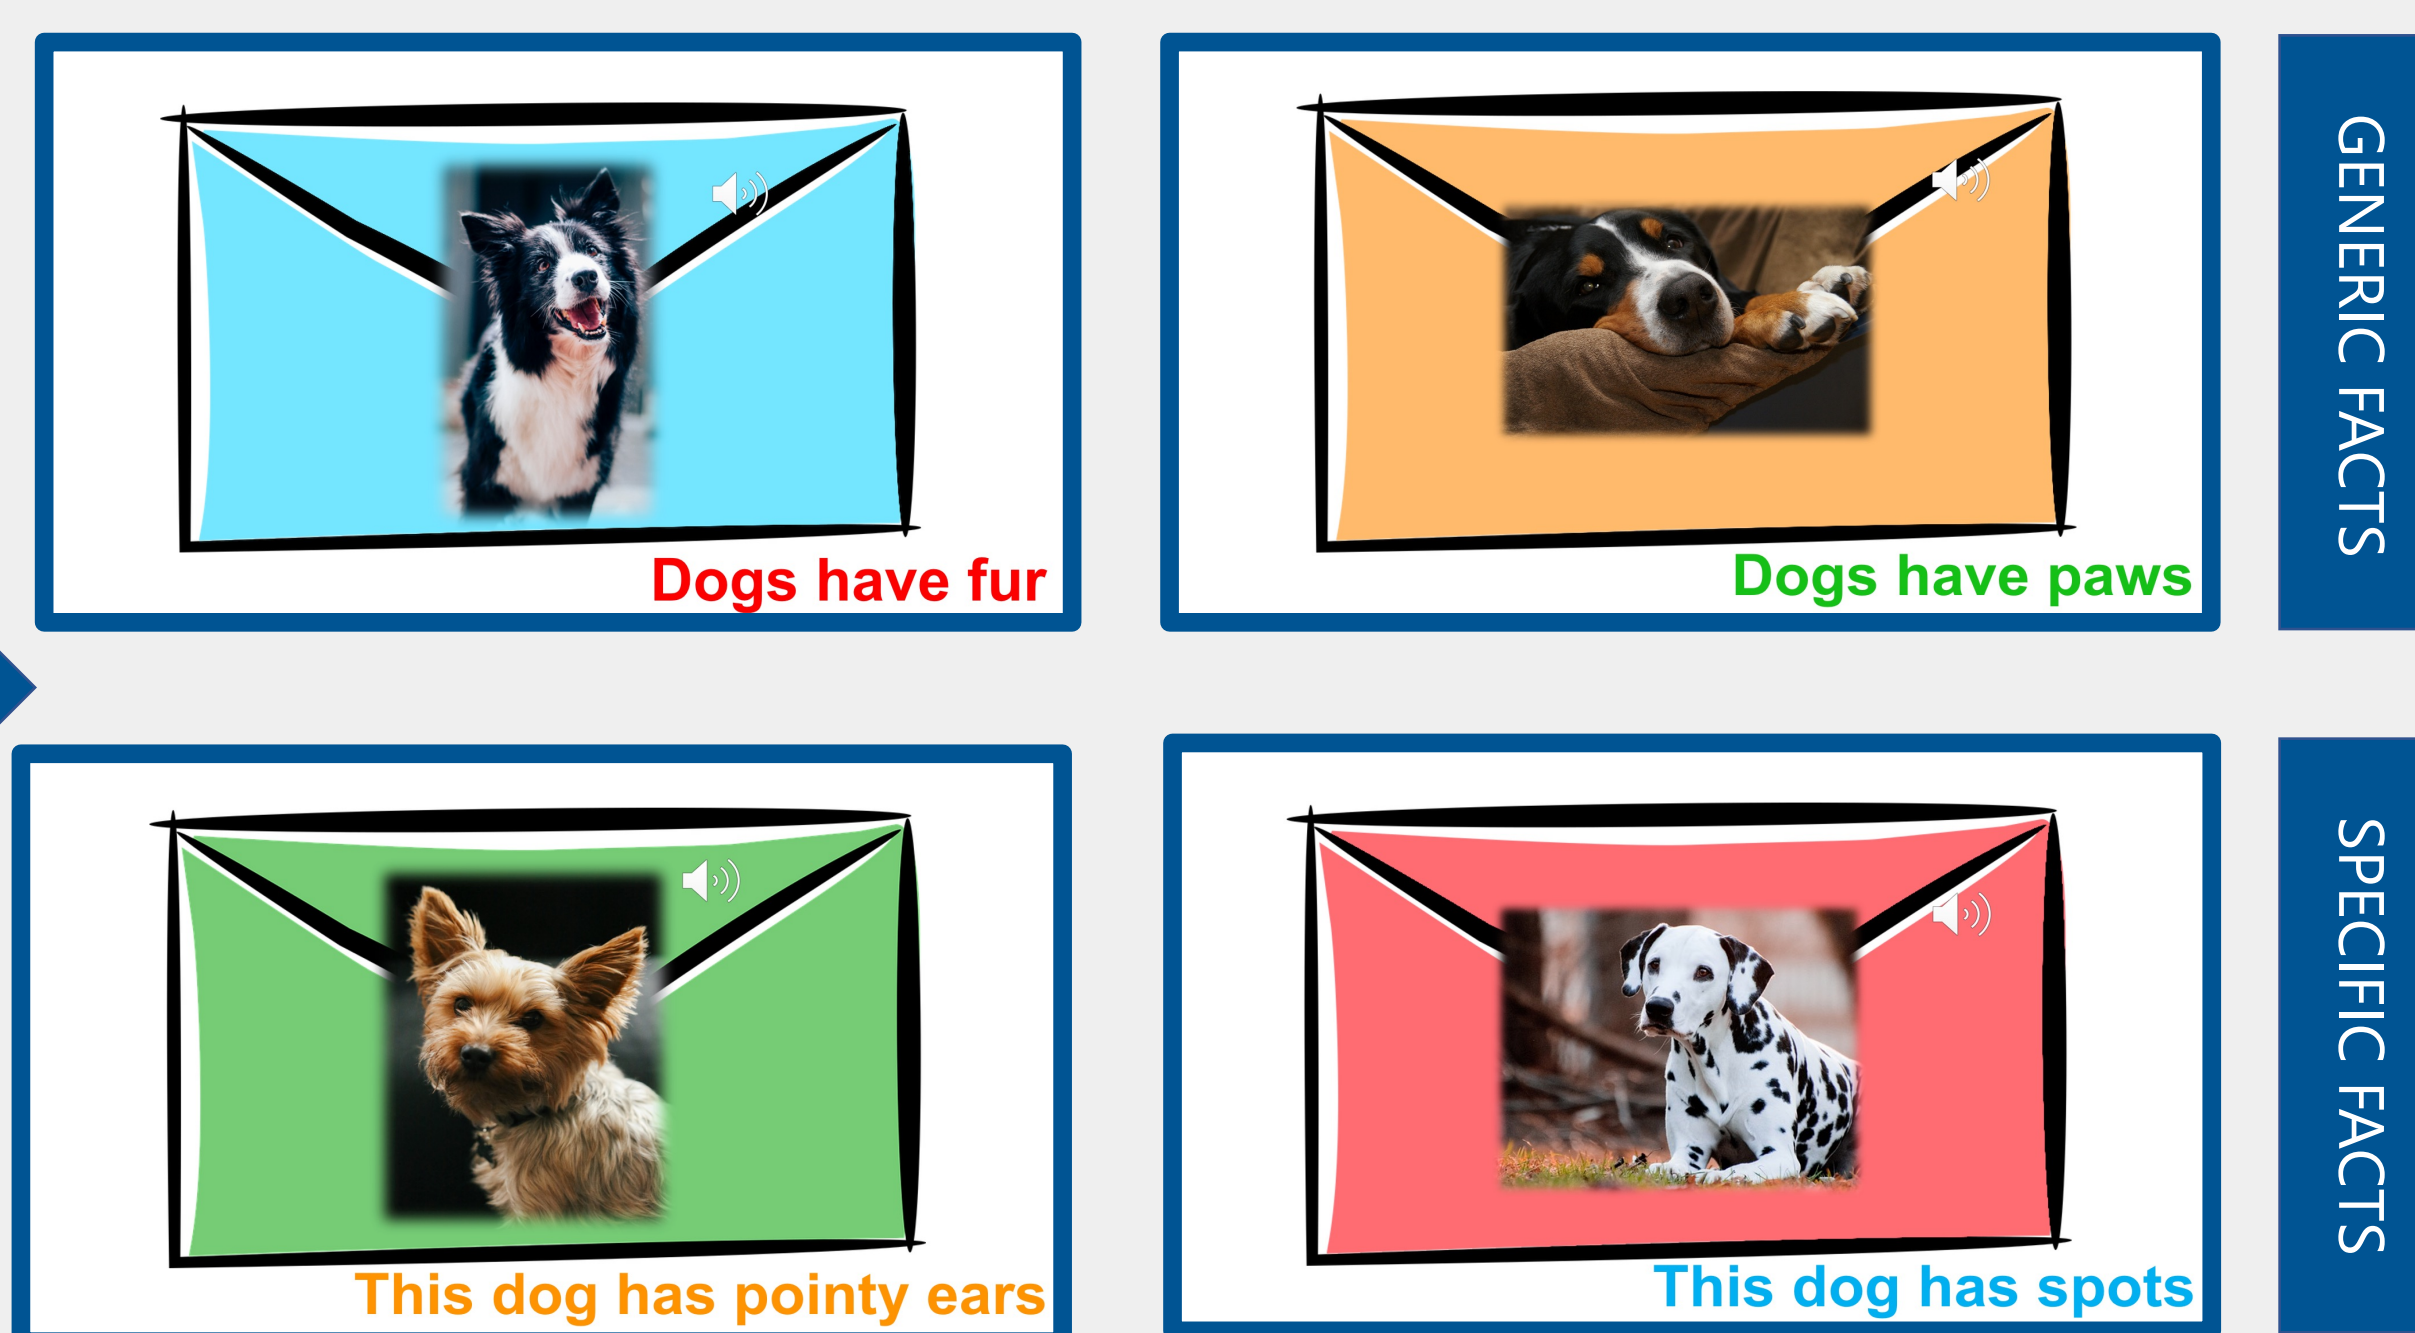 Dogs have fur
Dogs have paws
GENERIC FACTS
This dog has pointy ears
This dog has spots
SPECIFIC FACTS